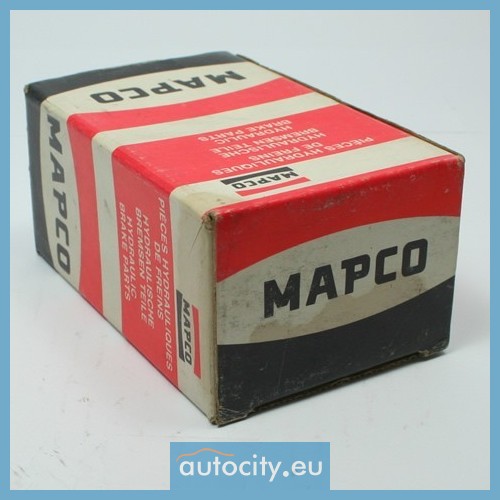 MAPCO
PIECES HYDRAULIQUES
DE FREINS
HYDRAULISCHE
BREMSEN TEILE
HYDRAULIC
BRAKE PARTS
MAPCO
MAPCO
PIECES HYDRAULIQUES
DE FREINS
HYDRAULISCHE
BREMSEN TEILE
HYDRAULIC
BRAKE PARTS
MAPCO
MAPCO
autocity.eu